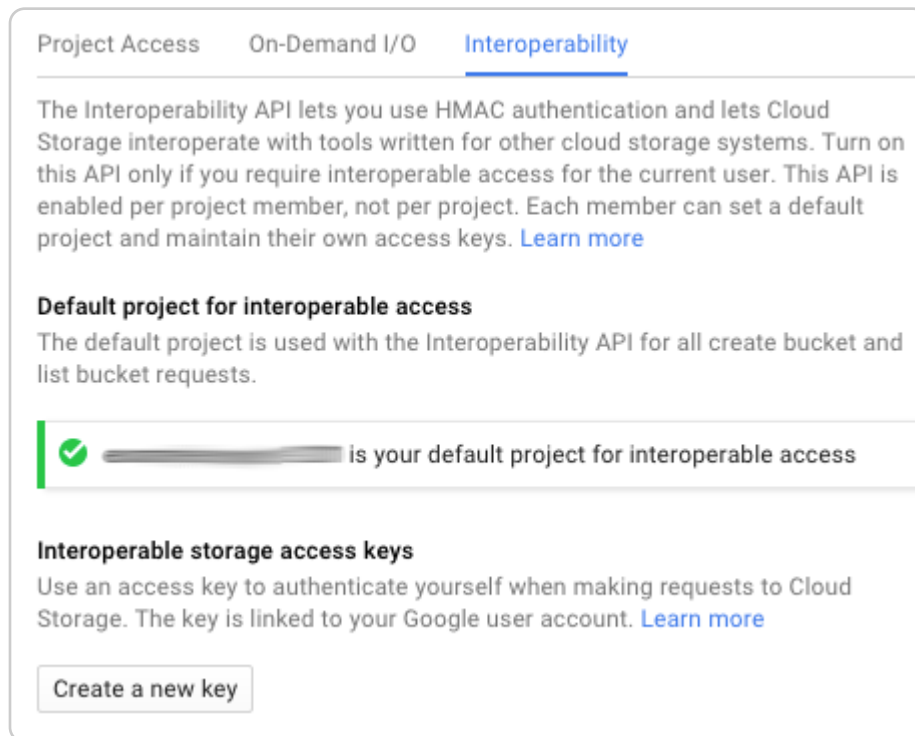 Project Access On-Demand I/O Interoperability
The Interoperability API lets you use HMAC authentication and lets Cloud
Storage interoperate with tools written for other cloud storage systems. Turn on
this API only if you require interoperable access for the current user. This API is
enabled per project member, not per project. Each member can set a default
project and maintain their own access keys. Learn more
Default project for interoperable access
The default project is used with the Interoperability API for all create bucket and
list bucket requests.
is your default project for interoperable access
Interoperable storage access keys
Use an access key to authenticate yourself when making requests to Cloud
Storage. The key is linked to your Google user account. Learn more
Create a new key